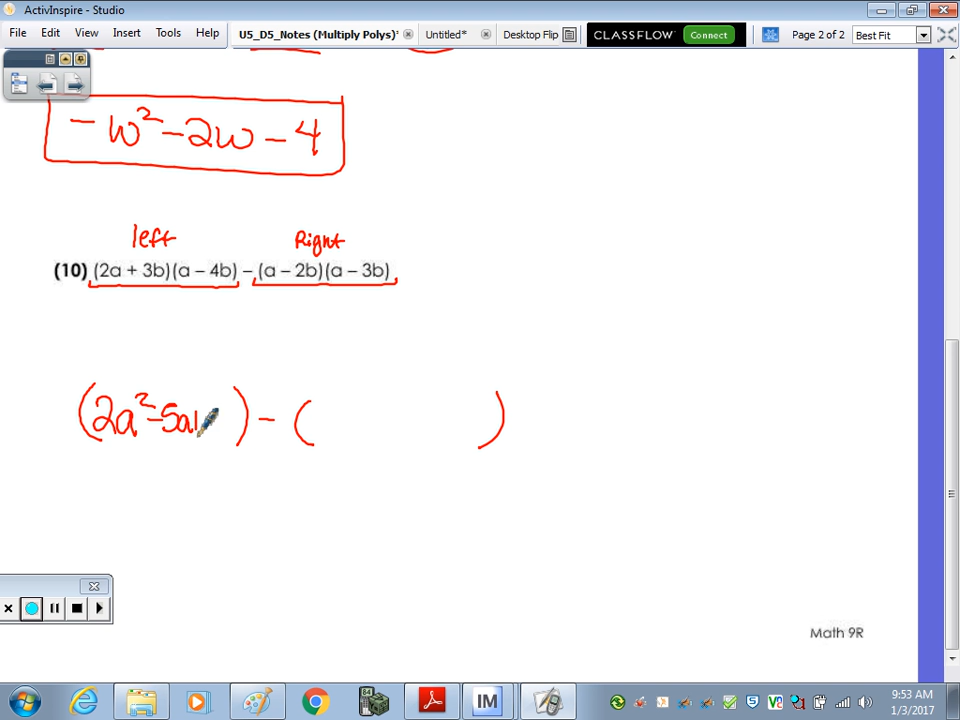 ActivInspire - Studio
File Edit View Insert Tools Help U5_D5_Notes (Multiply Polys)* Untitled* Desktop Flip CLASSFLOW Connect Page 2 of 2 Best Fit
-w² - 2w - 4
left Right
(10) (2a + 3b)(a – 4b) – (a – 2b)(a – 3b)
(2a² - 5a ) - ( )
Math 9R
84
IM
9:53 AM
1/3/2017